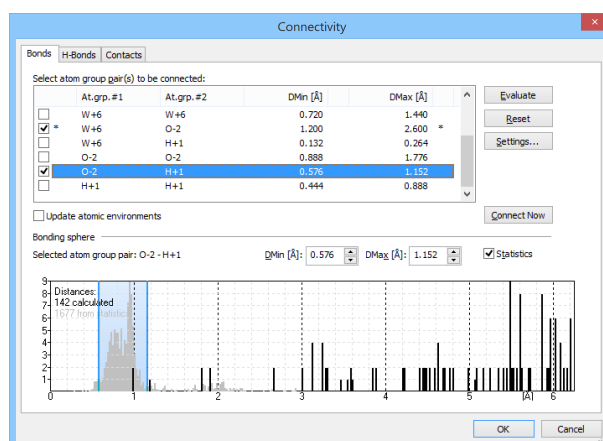 Connectivity
Bonds H-Bonds Contacts
Select atom group pair(s) to be connected:
At.grp.#1 At.grp.#2 DMin [Å] DMax [Å]
W+6 W+6 0.720 1.440
* W+6 O-2 1.200 2.600 *
W+6 H+1 0.132 0.264
O-2 O-2 0.888 1.776
O-2 H+1 0.576 1.152
H+1 H+1 0.444 0.888
Evaluate
Reset
Settings...
Update atomic environments
Connect Now
Bonding sphere
Selected atom group pair: O-2 - H+1 DMin [Å]: 0.576 DMax [Å]: 1.152 Statistics
Distances:
142 calculated
1677 from statistic
9
8
7
6
5
4
3
2
1
0 1 2 3 4 5 [Å] 6
OK Cancel